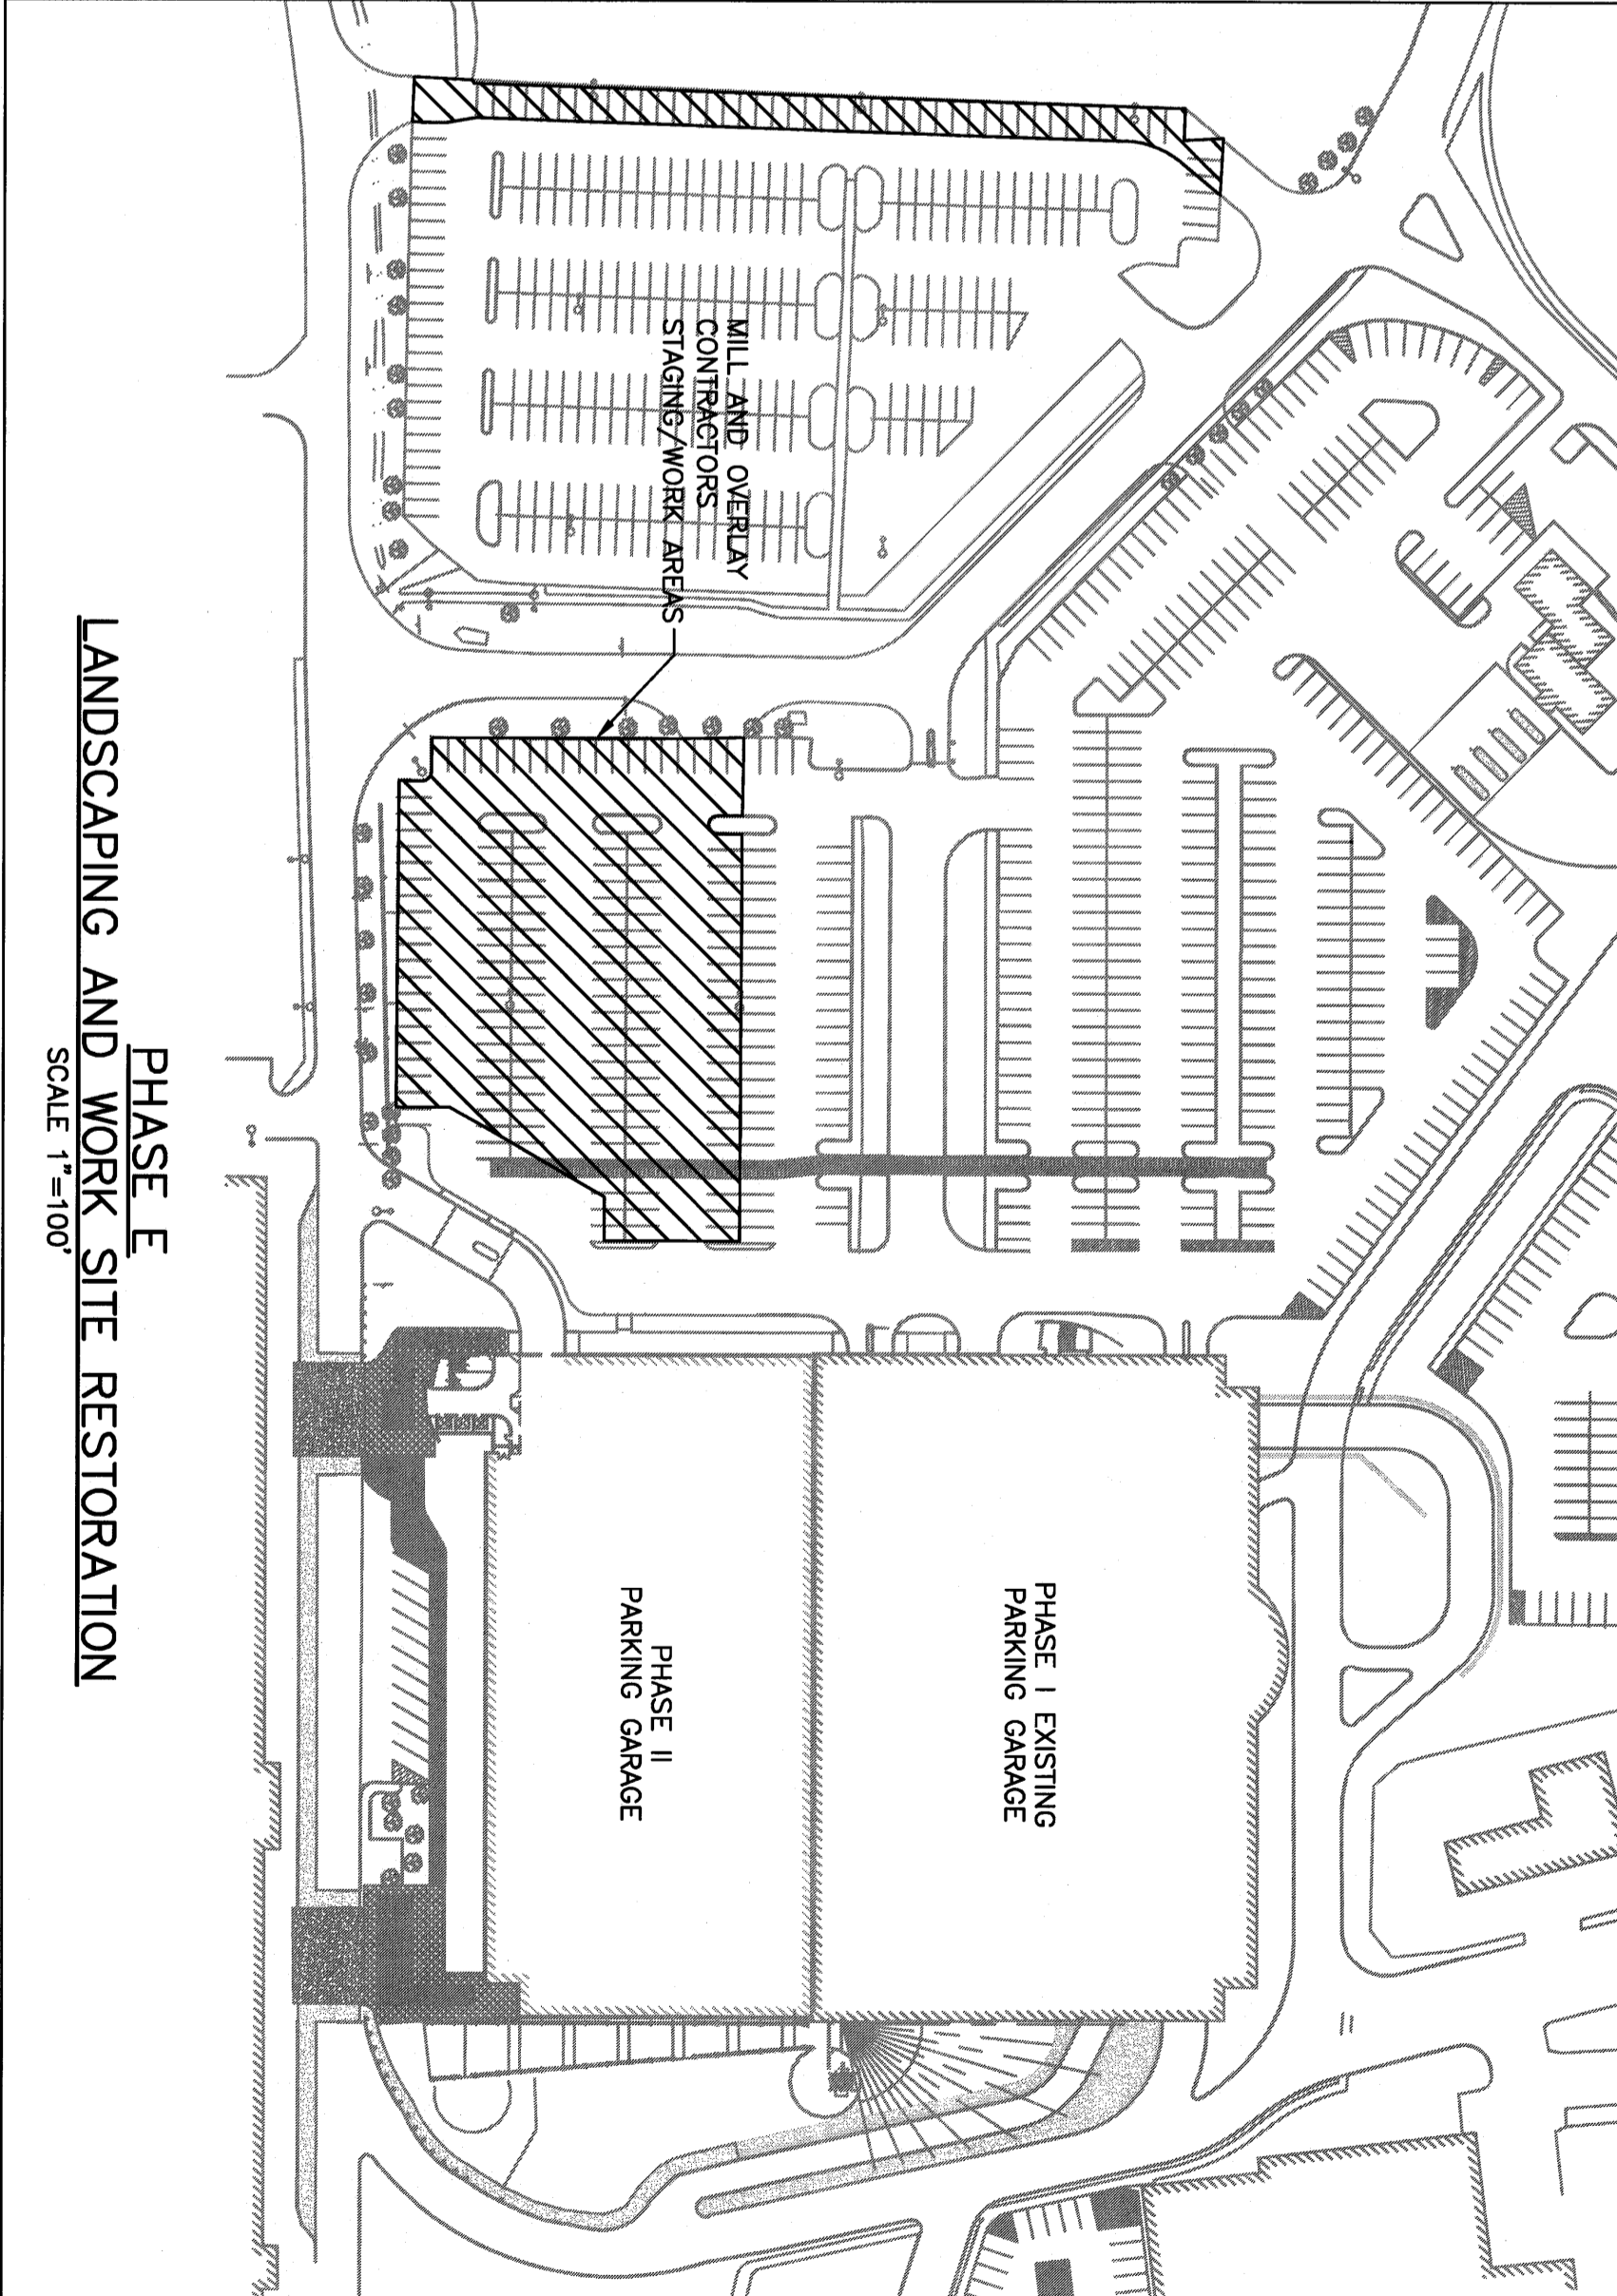 MILL AND OVERLAY
CONTRACTORS
STAGING/WORK AREAS
PHASE I EXISTING
PARKING GARAGE
PHASE II
PARKING GARAGE
PHASE E
LANDSCAPING AND WORK SITE RESTORATION
SCALE 1"=100'